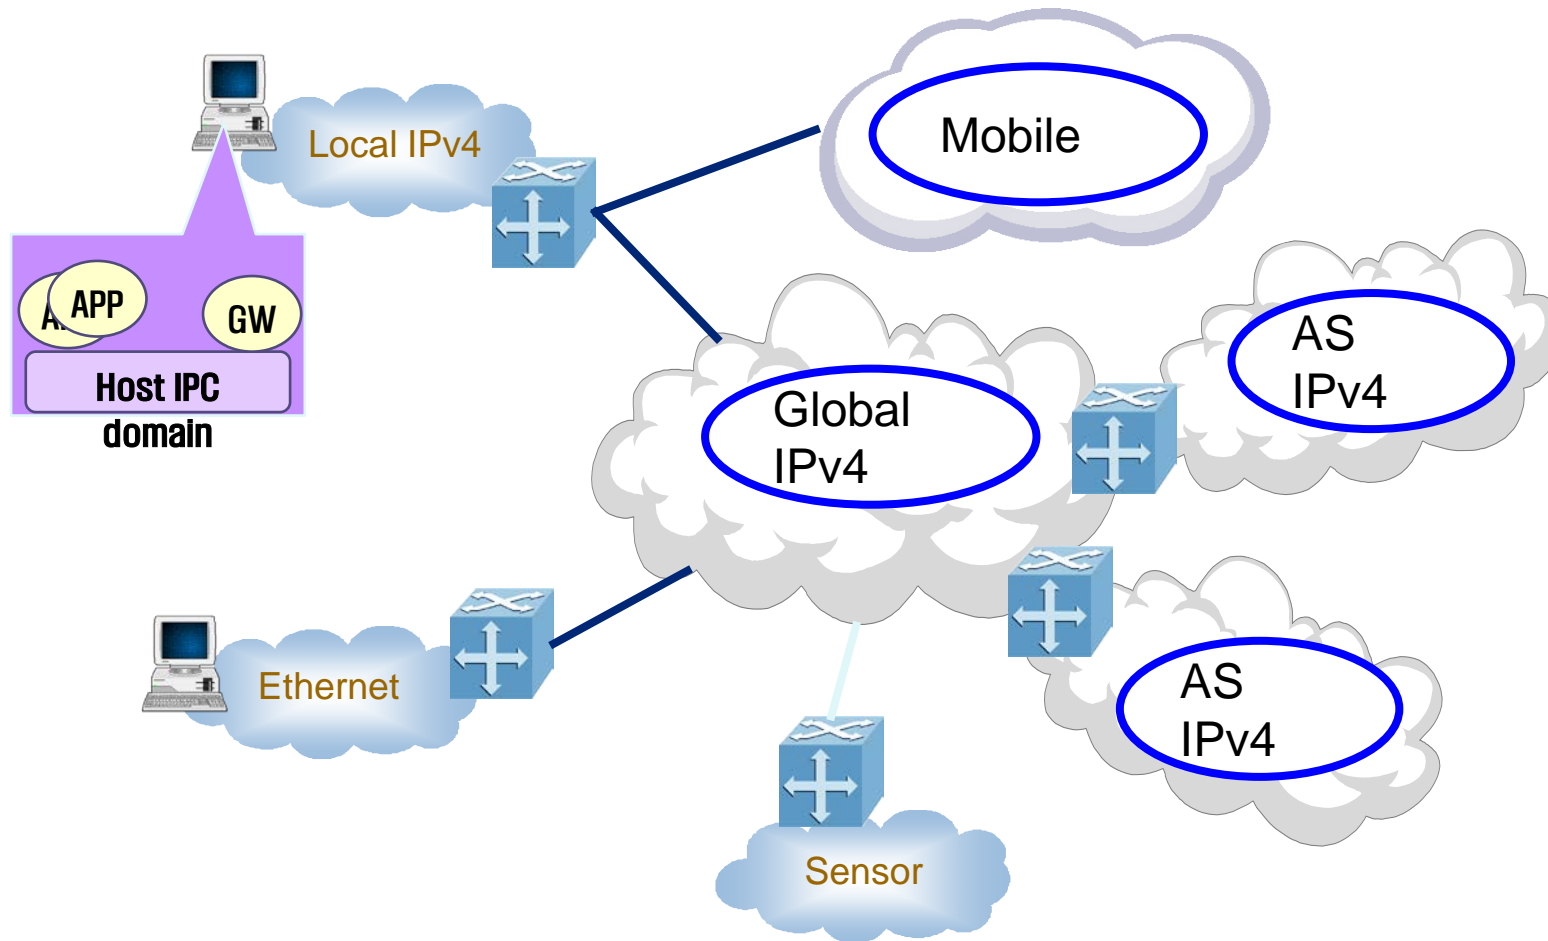 Local IPv4
Mobile
APP
GW
Host IPC
domain
Global
IPv4
AS
IPv4
Ethernet
AS
IPv4
Sensor